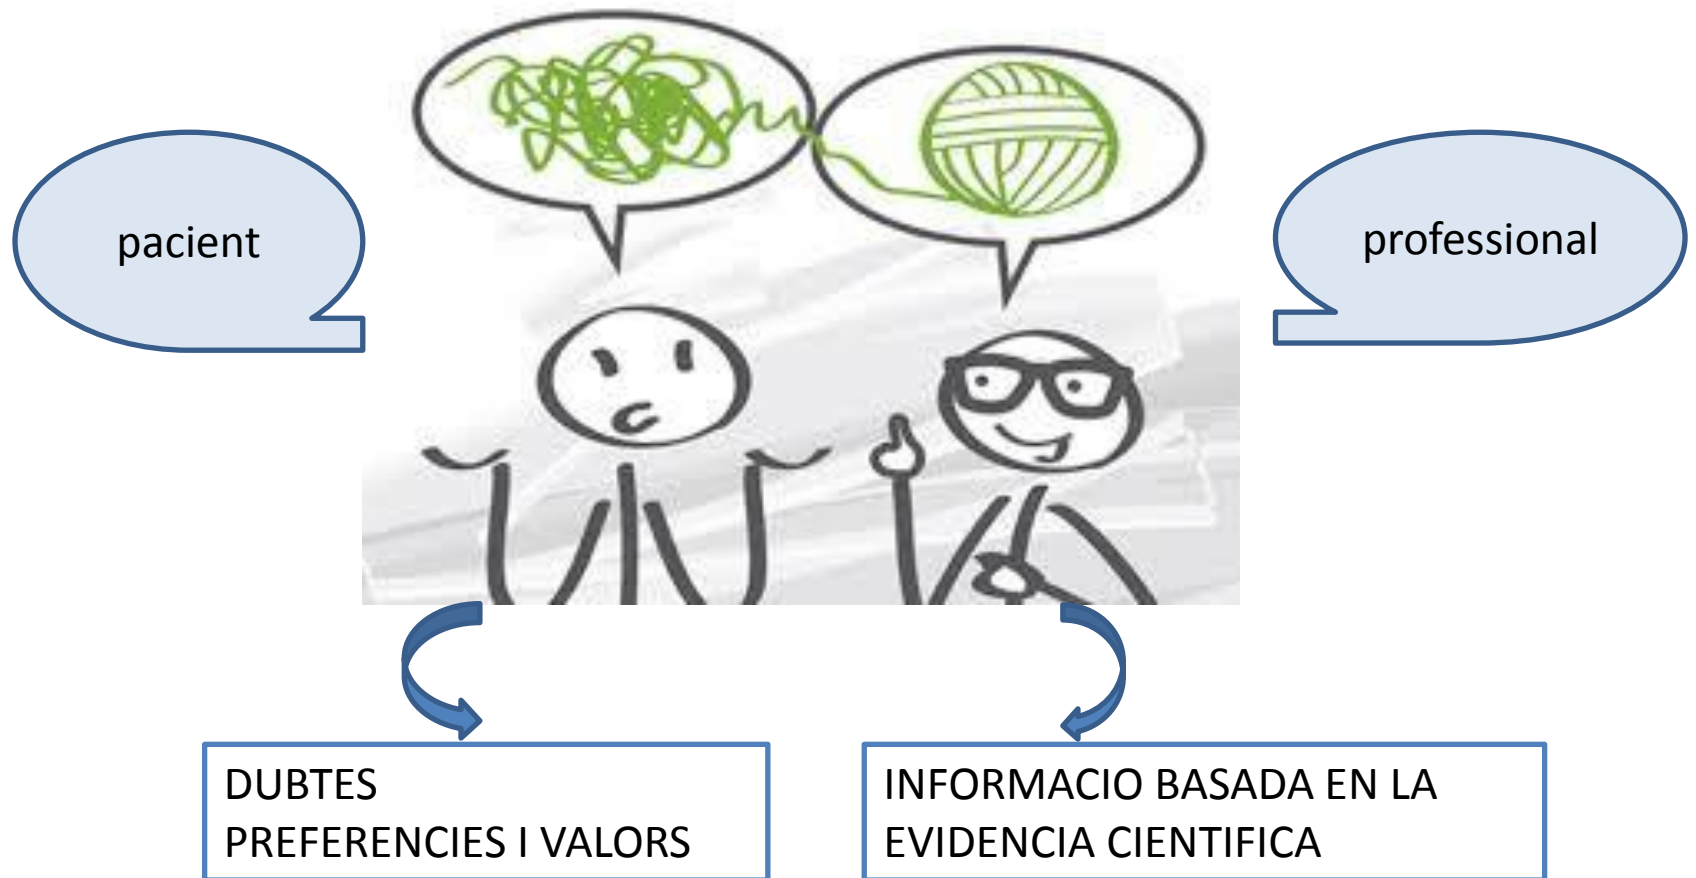 pacient
professional
DUBTES
PREFERENCIES I VALORS
INFORMACIO BASADA EN LA
EVIDENCIA CIENTIFICA